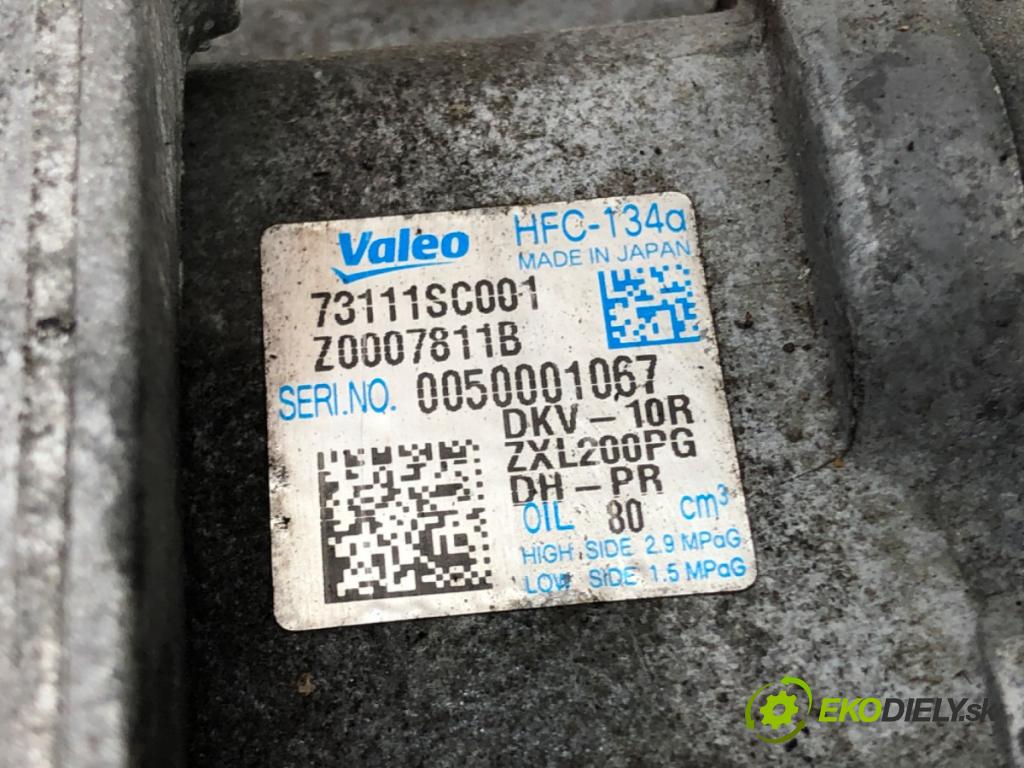 Valeo HFC-134a
MADE IN JAPAN
73111SC001
Z0007811B
SERI.NO. 0050001067
DKV-10R
ZXL200PG
DH-PR
OIL 80 cm³
HIGH SIDE 2.9 MPaG
LOW SIDE 1.5 MPaG
EKODIELY.sk